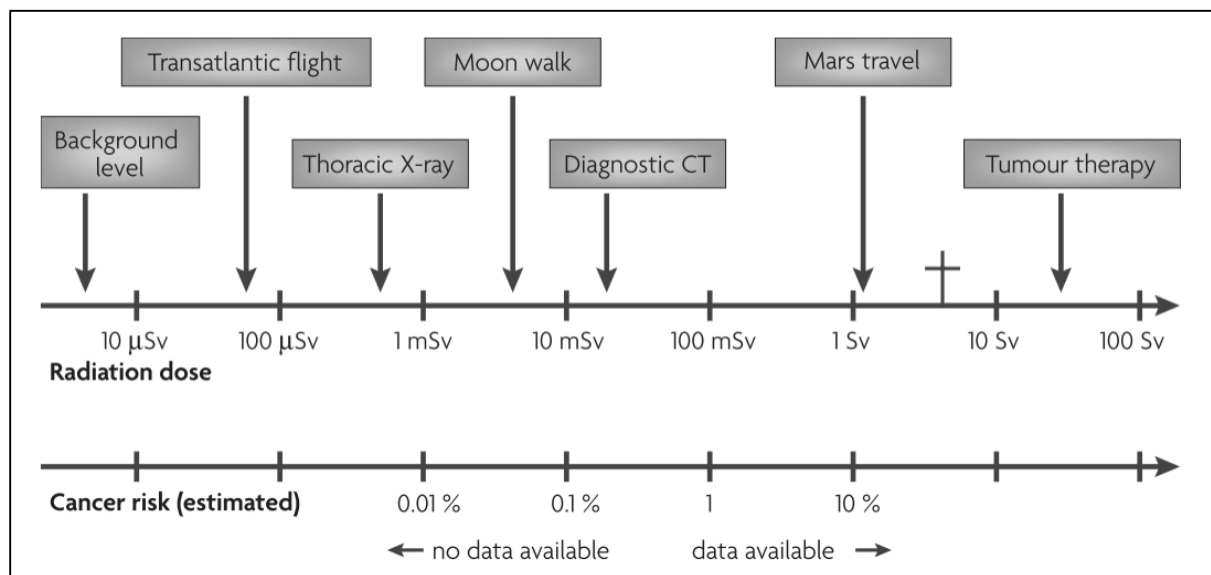 Transatlantic flight
Moon walk
Mars travel
Background
level
Thoracic X-ray
Diagnostic CT
Tumour therapy
10 μSv
100 μSv
1 mSv
10 mSv
100 mSv
1 Sv
10 Sv
100 Sv
Radiation dose
Cancer risk (estimated)
0.01 %
0.1 %
1
10 %
no data available
data available